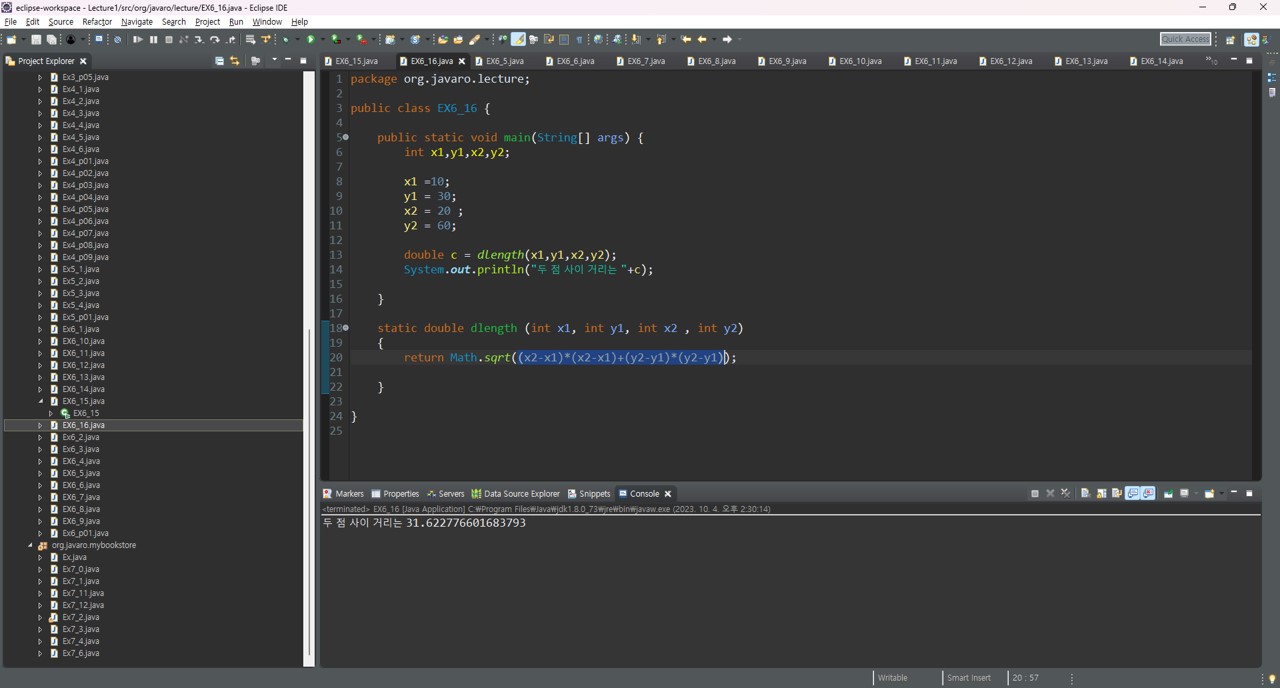 eclipse-workspace - Lecture1/src/org/javaro/lecture/EX6_16.java - Eclipse IDE
File Edit Source Refactor Navigate Search Project Run Window Help
Quick Access
Project Explorer
EX6_15.java EX6_16.java EX6_5.java EX6_6.java EX6_7.java EX6_8.java EX6_9.java EX6_10.java EX6_11.java EX6_12.java EX6_13.java EX6_14.java
Ex3_p05.java
Ex4_1.java
Ex4_2.java
Ex4_3.java
Ex4_4.java
Ex4_5.java
Ex4_6.java
Ex4_p01.java
Ex4_p02.java
Ex4_p03.java
Ex4_p04.java
Ex4_p05.java
Ex4_p06.java
Ex4_p07.java
Ex4_p08.java
Ex4_p09.java
Ex5_1.java
Ex5_2.java
Ex5_3.java
Ex5_4.java
Ex5_p01.java
Ex6_1.java
EX6_10.java
EX6_11.java
EX6_12.java
EX6_13.java
EX6_14.java
EX6_15.java
EX6_15
EX6_16.java
Ex6_2.java
Ex6_3.java
EX6_4.java
EX6_5.java
EX6_6.java
EX6_7.java
EX6_8.java
EX6_9.java
Ex6_p01.java
org.javaro.mybookstore
Ex.java
Ex7_0.java
Ex7_1.java
Ex7_11.java
Ex7_12.java
Ex7_2.java
Ex7_3.java
Ex7_4.java
Ex7_6.java
1 package org.javaro.lecture;
2
3 public class EX6_16 {
4
5 public static void main(String[] args) {
6 int x1,y1,x2,y2;
7
8 x1 =10;
9 y1 = 30;
10 x2 = 20 ;
11 y2 = 60;
12
13 double c = dlength(x1,y1,x2,y2);
14 System.out.println("두 점 사이 거리는 "+c);
15
16 }
17
18 static double dlength (int x1, int y1, int x2 , int y2)
19 {
20 return Math.sqrt((x2-x1)*(x2-x1)+(y2-y1)*(y2-y1));
21
22 }
23
24 }
25
Markers Properties Servers Data Source Explorer Snippets Console
<terminated> EX6_16 [Java Application] C:₩Program Files₩Java₩jdk1.8.0_73₩jre₩bin₩javaw.exe (2023. 10. 4. 오후 2:30:14)
두 점 사이 거리는 31.622776601683793
Writable Smart Insert 20 : 57